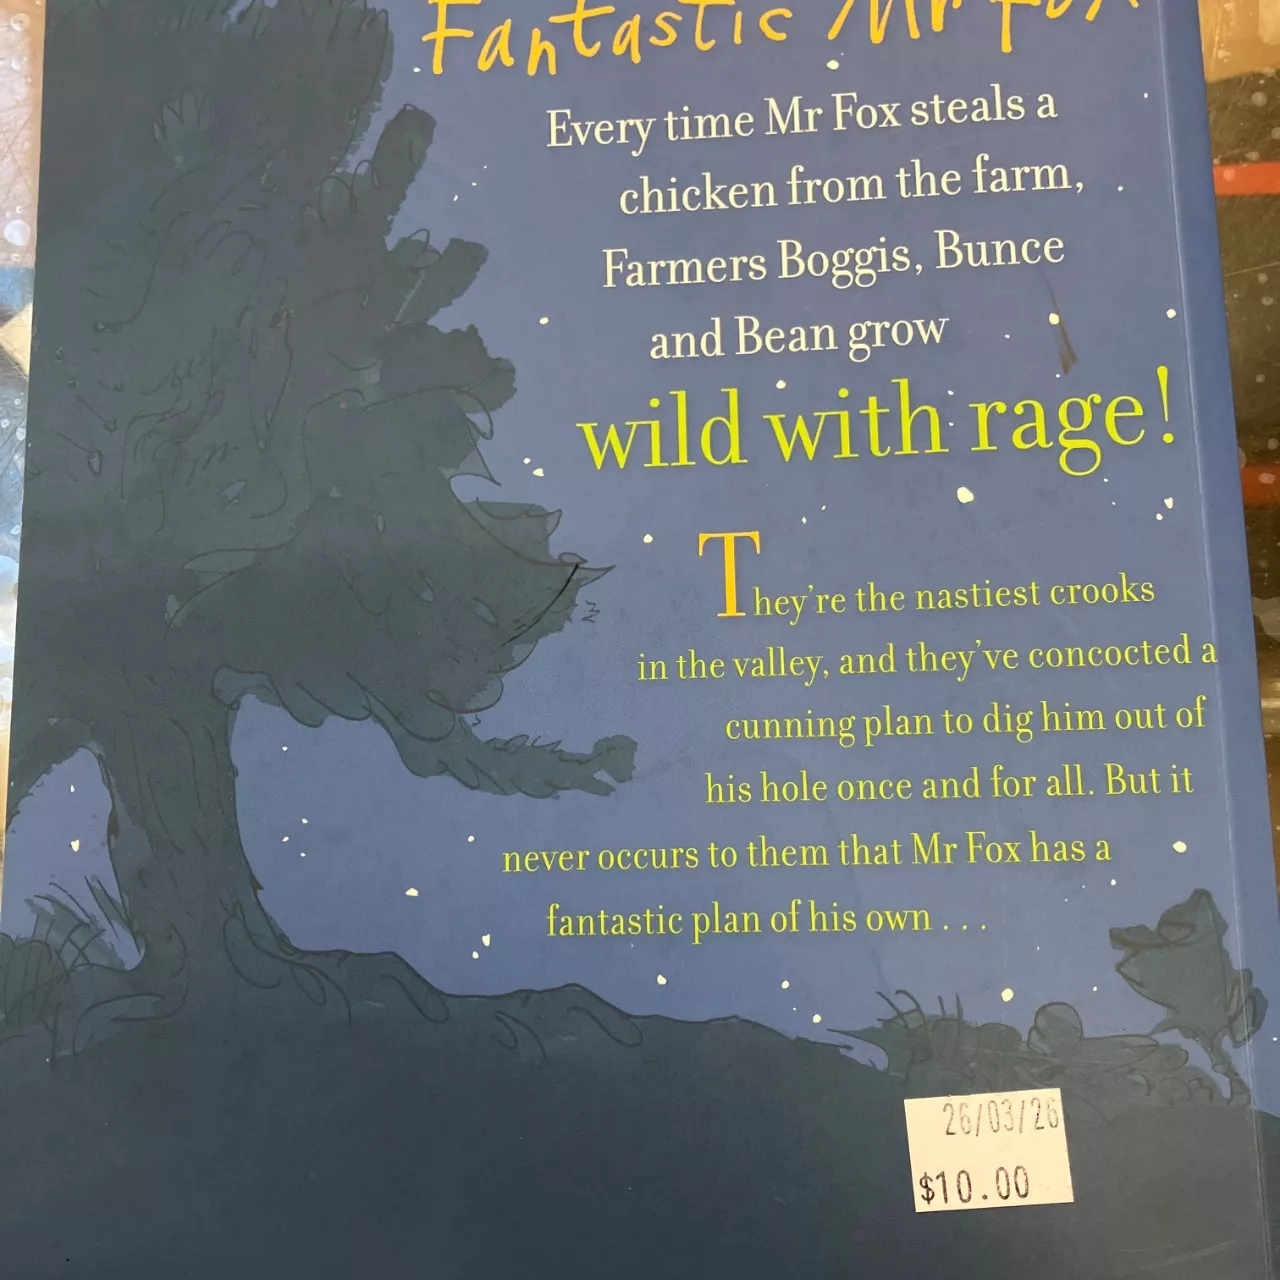 Fantastic Mr Fox
Every time Mr Fox steals a
chicken from the farm,
Farmers Boggis, Bunce
and Bean grow
wild with rage!
They're the nastiest crooks
in the valley, and they've concocted a
cunning plan to dig him out of
his hole once and for all. But it
never occurs to them that Mr Fox has a
fantastic plan of his own . . .
26/03/26
$10.00